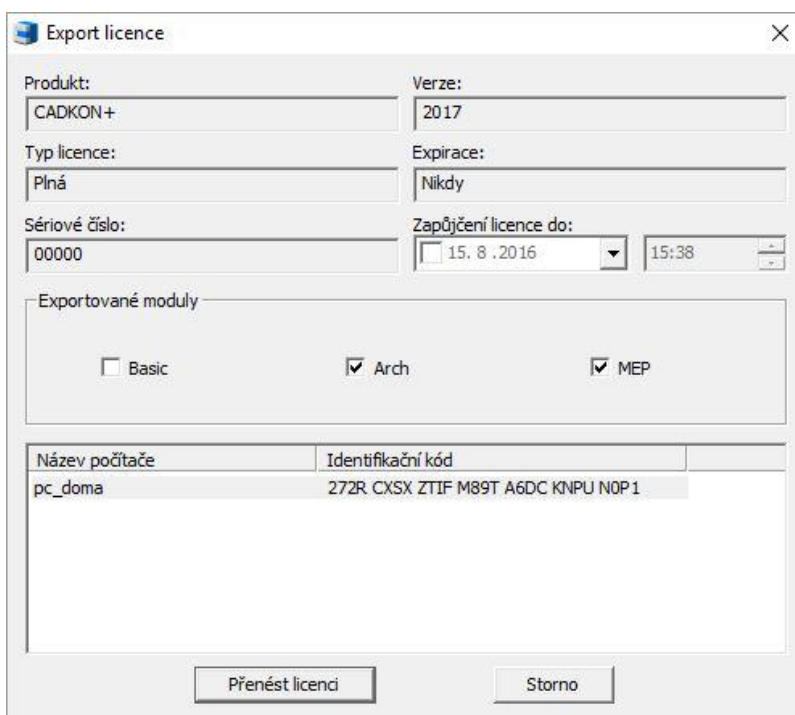 Export licence
Produkt: Verze:
CADKON+ 2017
Typ licence: Expirace:
Plná Nikdy
Sériové číslo: Zapůjčení licence do:
00000 15. 8 .2016 15:38
Exportované moduly
Basic Arch MEP
Název počítače Identifikační kód
pc_doma 272R CXSX ZTIF M89T A6DC KNPU N0P1
Přenést licenci Storno